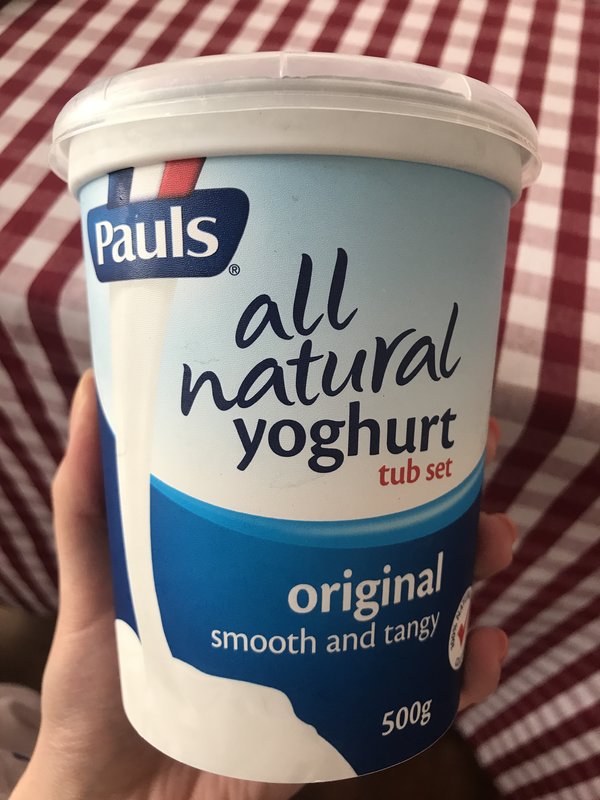 Pauls
®
all
natural
yoghurt
tub set
original
smooth and tangy
500g